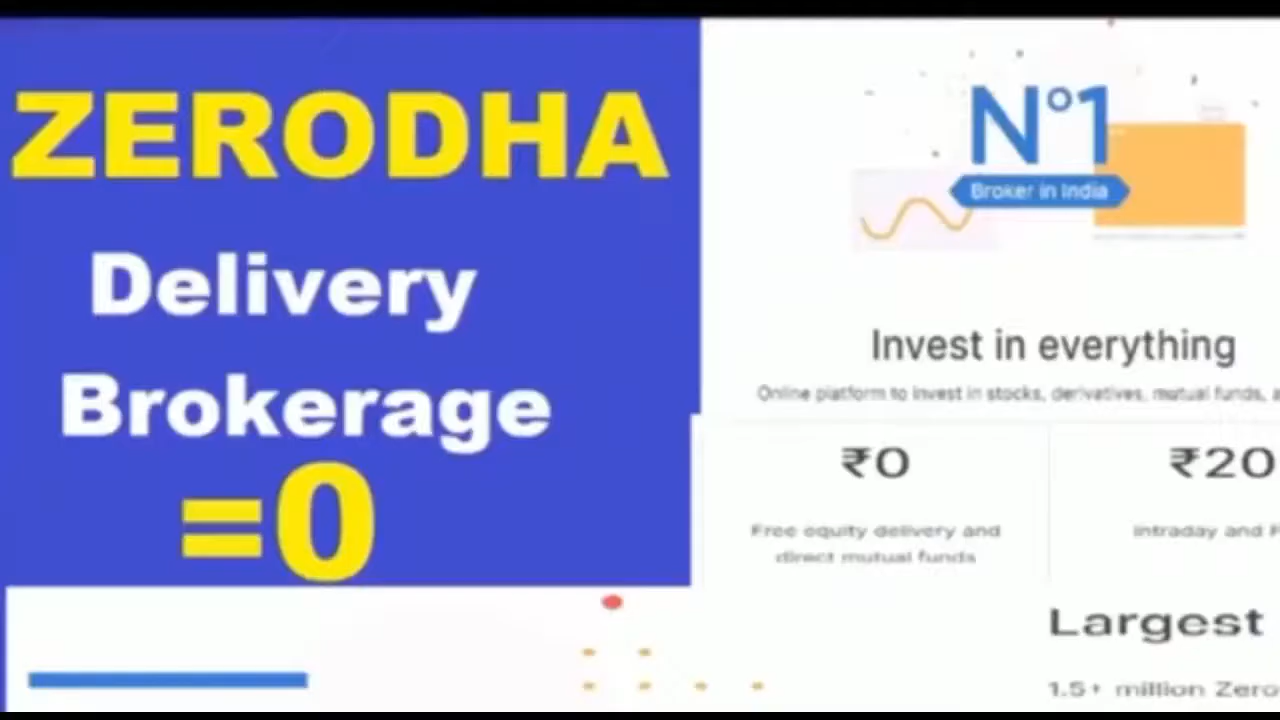 ZERODHA
Delivery
Brokerage
=0
N°1
Broker in India
Invest in everything
Online platform to invest in stocks, derivatives, mutual funds,
₹0
Free equity delivery and
direct mutual funds
₹20
Intraday and
Largest
1.5+ million